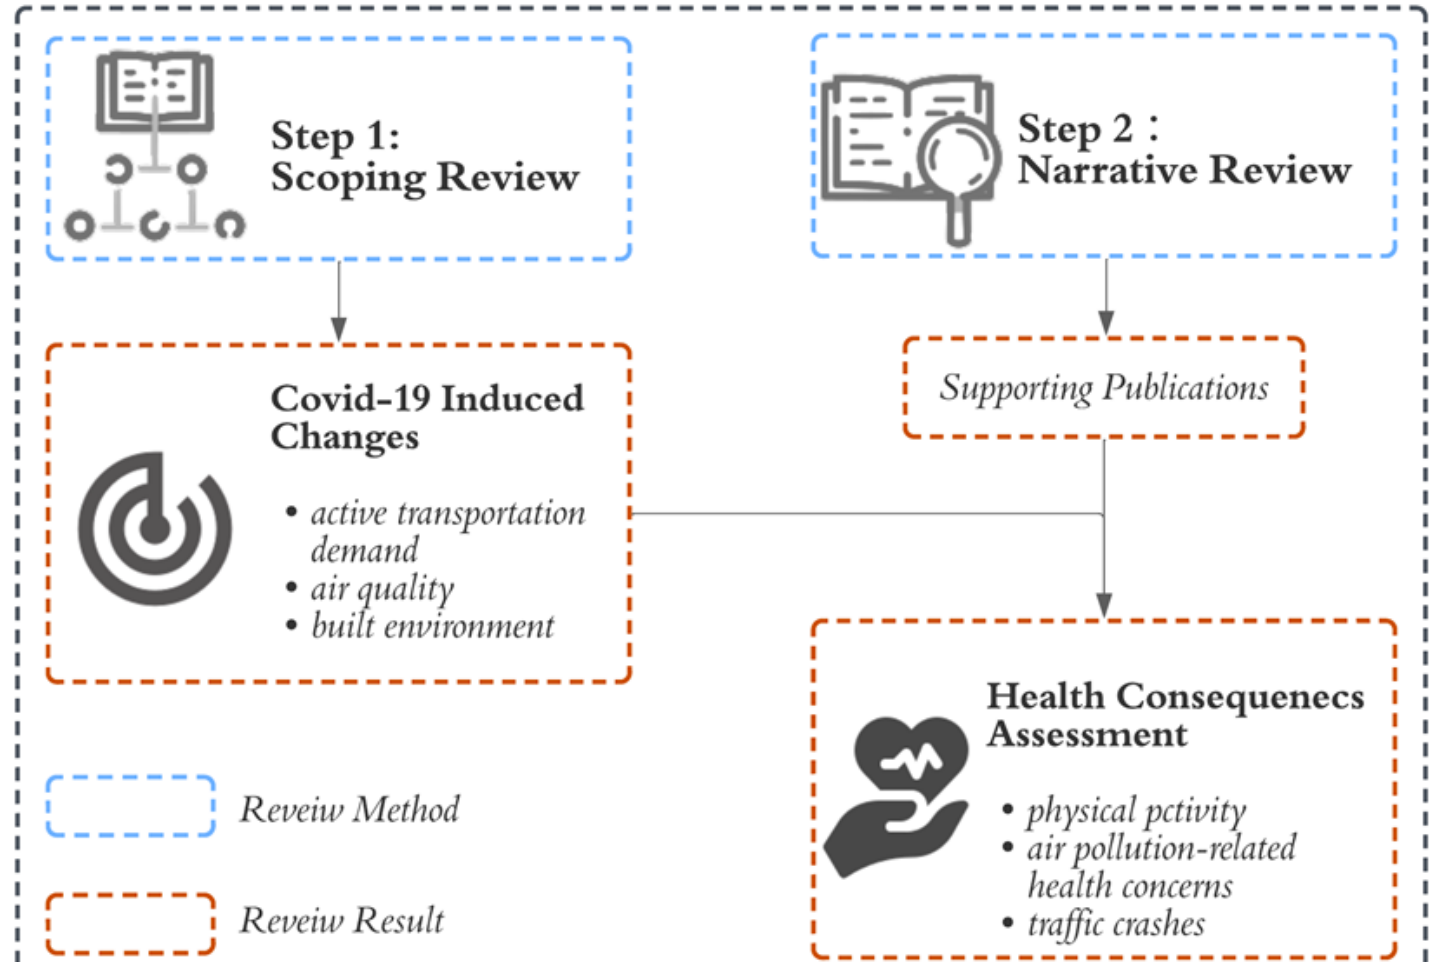 Step 1:
Scoping Review
Step 2 :
Narrative Review
Covid-19 Induced
Changes
• active transportation
demand
• air quality
• built environment
Supporting Publications
Health Consequenecs
Assessment
• physical pctivity
• air pollution-related
health concerns
• traffic crashes
Reveiw Method
Reveiw Result